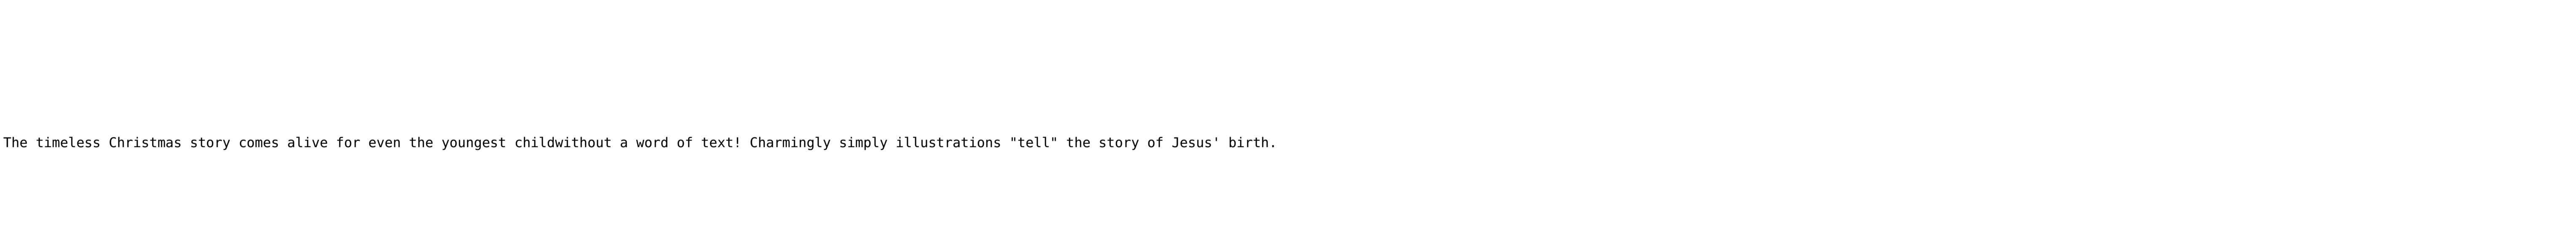 The timeless Christmas story comes alive for even the youngest childwithout a word of text! Charmingly simply illustrations "tell" the story of Jesus' birth.